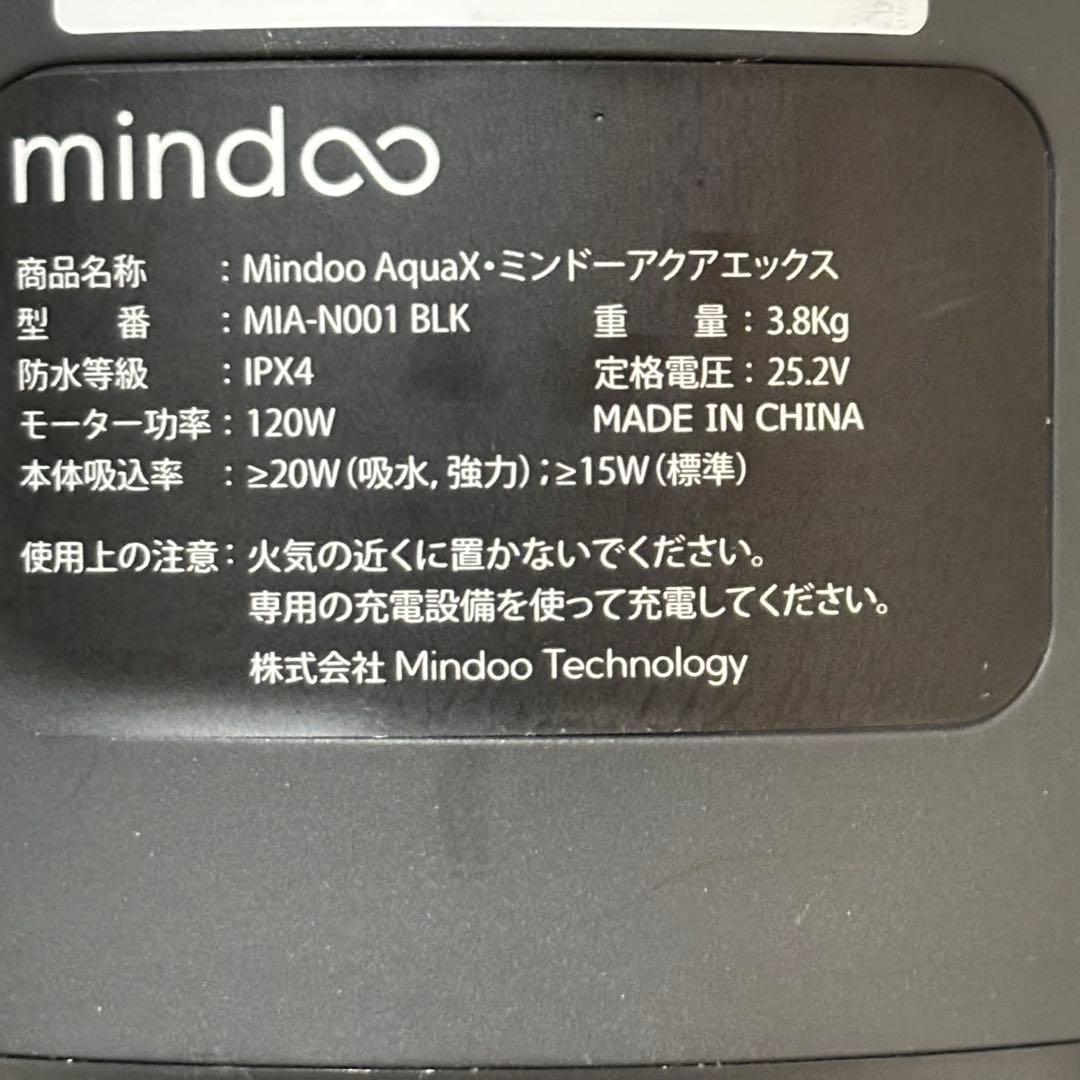 mindoo
商品名称 : Mindoo AquaX・ミンドーアクアエックス
型 番 : MIA-N001 BLK 重 量 : 3.8Kg
防水等級 : IPX4 定格電圧 : 25.2V
モーター功率 : 120W MADE IN CHINA
本体吸込率 : ≥20W (吸水, 強力) ; ≥15W (標準)
使用上の注意 : 火気の近くに置かないでください。
専用の充電設備を使って充電してください。
株式会社 Mindoo Technology